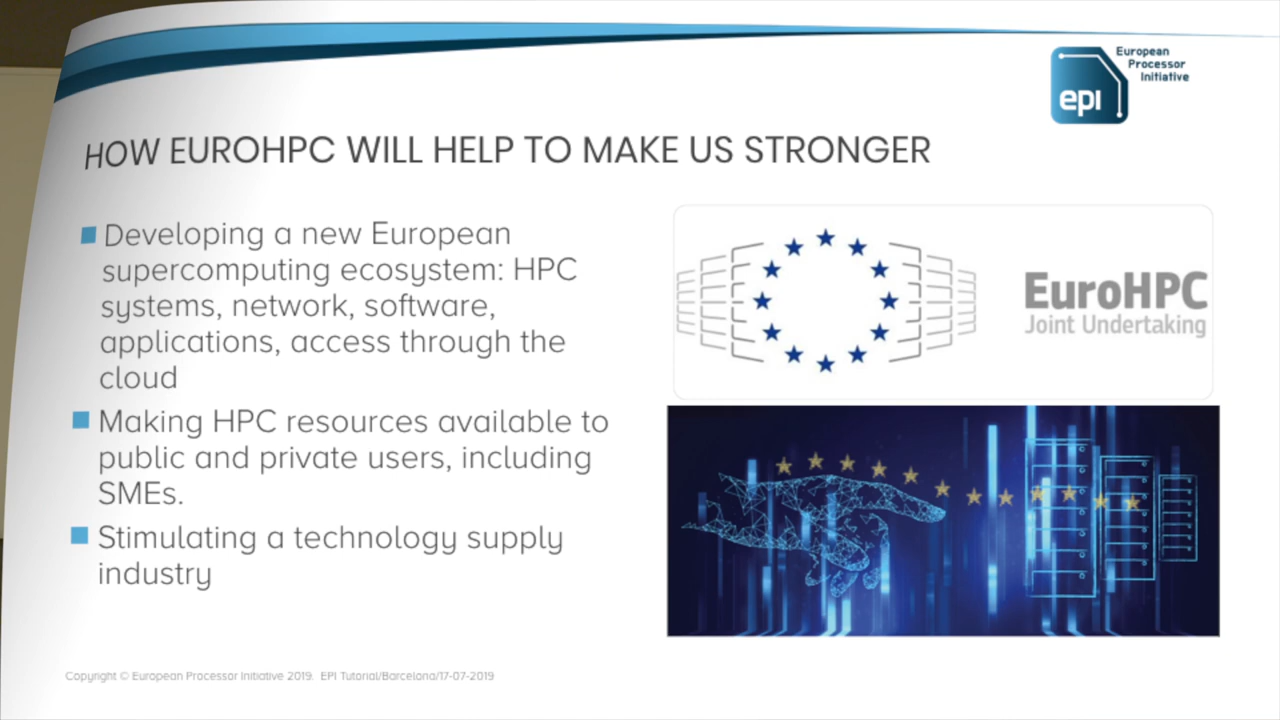 European
Processor
Initiative
epi
HOW EUROHPC WILL HELP TO MAKE US STRONGER
Developing a new European
supercomputing ecosystem: HPC
systems, network, software,
applications, access through the
cloud
Making HPC resources available to
public and private users, including
SMEs.
Stimulating a technology supply
industry
EuroHPC
Joint Undertaking
Copyright © European Processor Initiative 2019. EPI Tutorial/Barcelona/17-07-2019